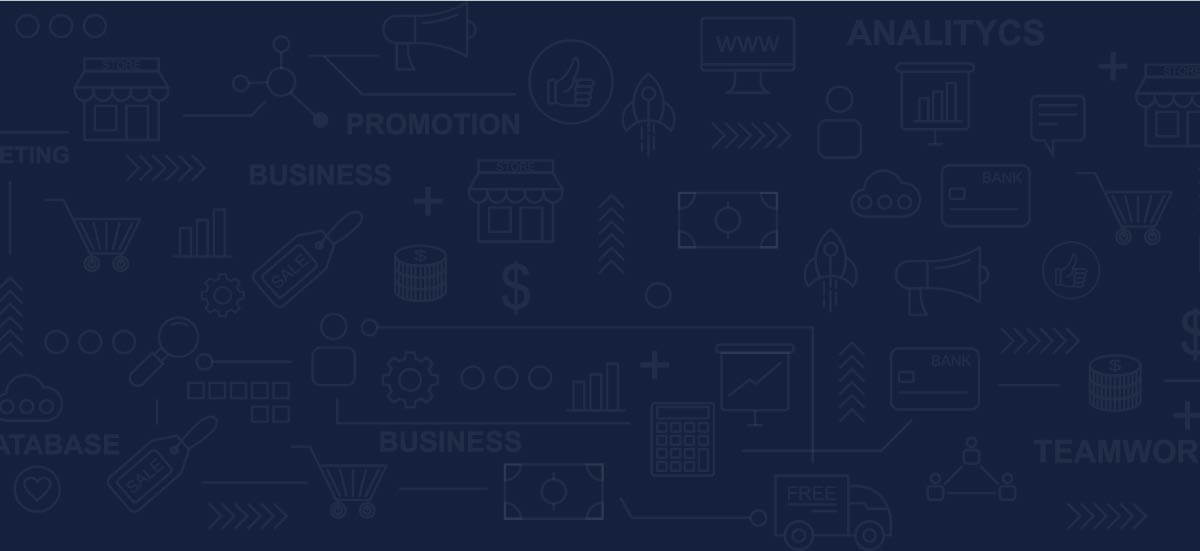 ANALITYCS
WWW
STORE
STORE
PROMOTION
ETING
BUSINESS
STORE
BANK
SALE
$
$
$
BANK
$
BUSINESS
ATABASE
TEAMWOR
SALE
FREE